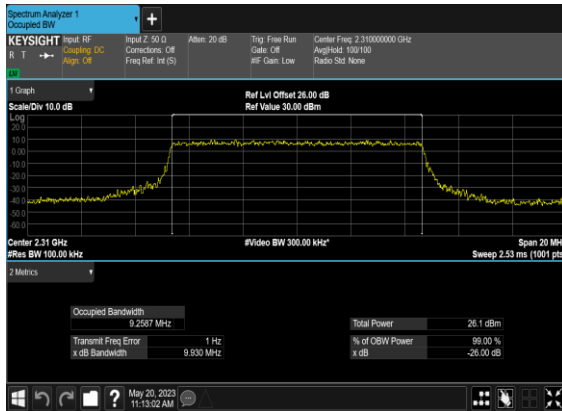 Spectrum Analyzer 1
Occupied BW
KEYSIGHT Input: RF Input Z: 50 Ω Atten: 20 dB Trig: Free Run Center Freq: 2.310000000 GHz
R T Coupling: DC Corrections: Off Gate: Off Avg|Hold: 100/100
Align: Off Freq Ref: Int (S) #IF Gain: Low Radio Std: None
1 Graph
Ref Lvl Offset 26.00 dB
Scale/Div 10.0 dB Ref Value 30.00 dBm
Log
20.0
10.0
0.00
-10.0
-20.0
-30.0
-40.0
-50.0
-60.0
Center 2.31 GHz #Video BW 300.00 kHz* Span 20 MH
#Res BW 100.00 kHz Sweep 2.53 ms (1001 pts
2 Metrics
Occupied Bandwidth
9.2587 MHz Total Power 26.1 dBm
Transmit Freq Error 1 Hz % of OBW Power 99.00 %
x dB Bandwidth 9.930 MHz x dB -26.00 dB
May 20, 2023
11:13:02 AM